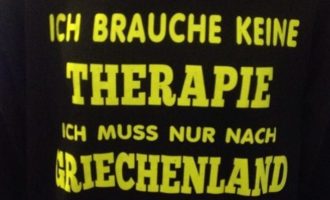 ICH BRAUCHE KEINE
THERAPIE
ICH MUSS NUR NACH
GRIECHENLAND